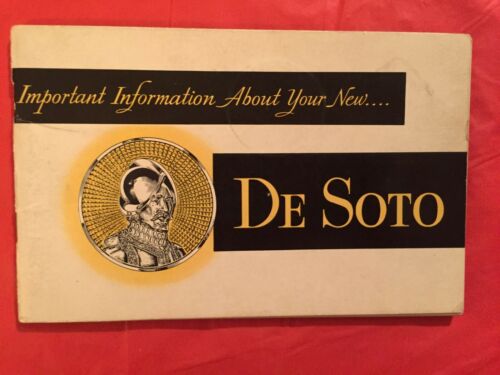 Important Information About Your New....
DE SOTO